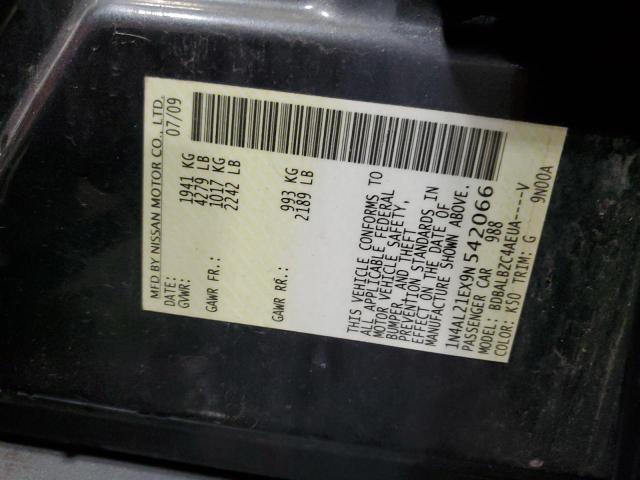 MFD BY NISSAN MOTOR CO., LTD.
DATE: 07/09
GVWR: 1941 KG
4279 LB
GAWR FR.: 1017 KG
2242 LB
GAWR RR.: 993 KG
2189 LB
THIS VEHICLE CONFORMS TO
ALL APPLICABLE FEDERAL
MOTOR VEHICLE SAFETY,
BUMPER, AND THEFT
PREVENTION STANDARDS IN
EFFECT ON THE DATE OF
MANUFACTURE SHOWN ABOVE.
1N4AL21EX9N542066
PASSENGER CAR 988
MODEL: BDBALBZC4AEUA----V
COLOR: K50 TRIM: G 9N00A